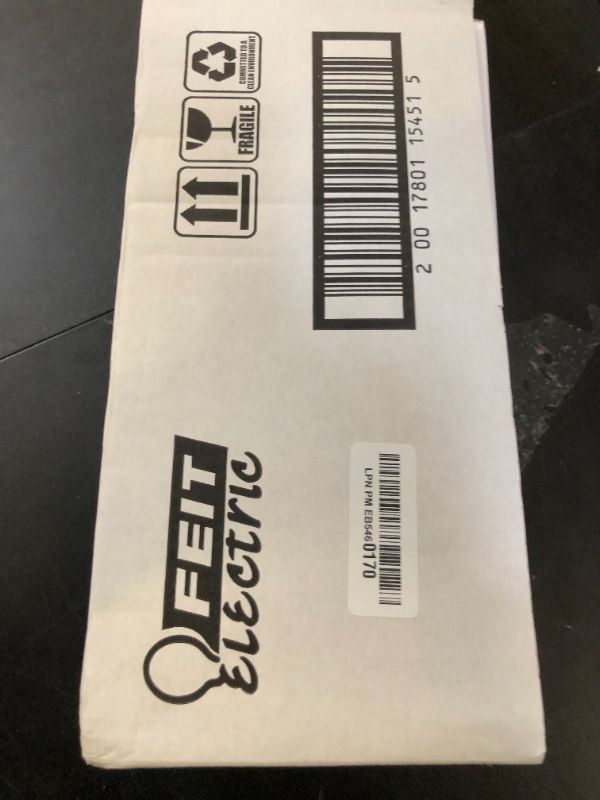 FEIT
ELECTRIC
FRAGILE
COMMITTED TO A
CLEAN ENVIRONMENT
2 00 17801 15451 5
LPN PM EB5460170